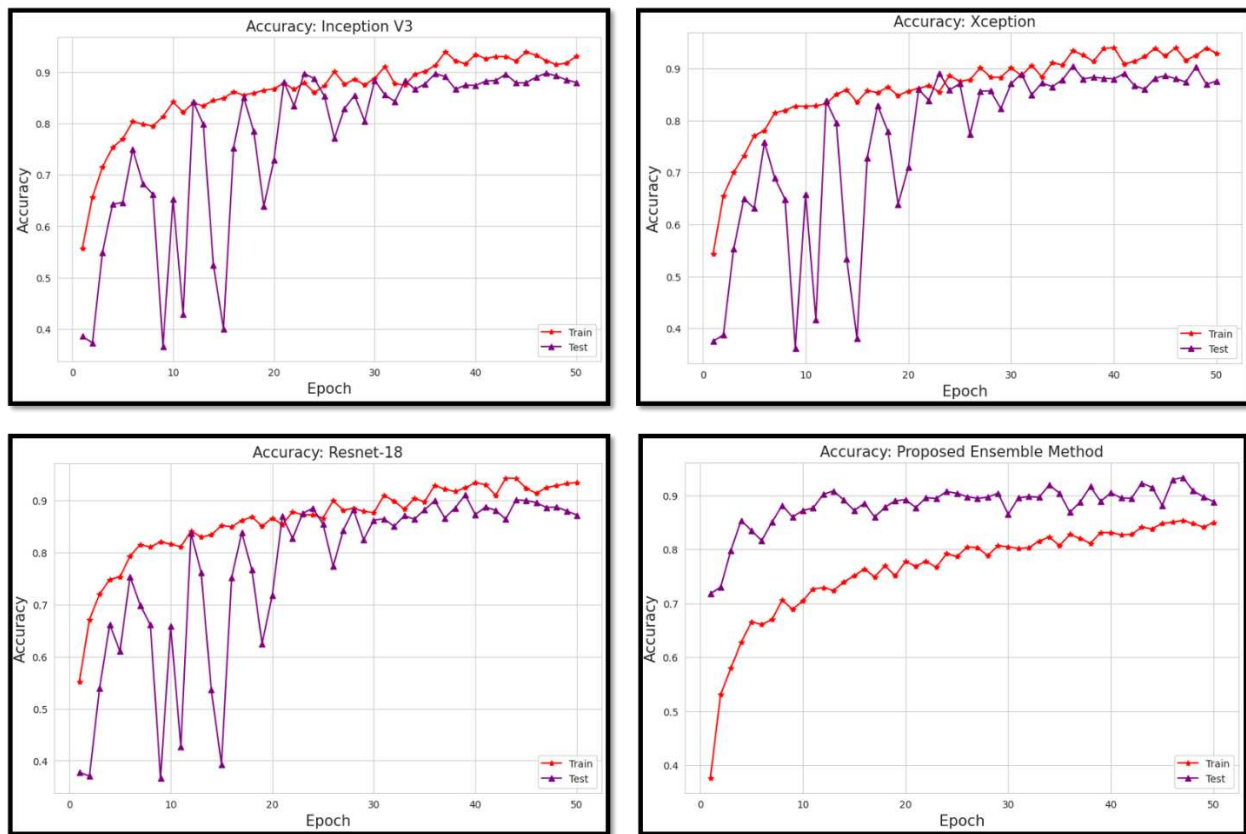 Accuracy: Inception V3
Accuracy
0.9
0.8
0.7
0.6
0.5
0.4
Train
Test
0 10 20 30 40 50
Epoch
Accuracy: Xception
Accuracy
0.9
0.8
0.7
0.6
0.5
0.4
Train
Test
0 10 20 30 40 50
Epoch
Accuracy: Resnet-18
Accuracy
0.9
0.8
0.7
0.6
0.5
0.4
Train
Test
0 10 20 30 40 50
Epoch
Accuracy: Proposed Ensemble Method
Accuracy
0.9
0.8
0.7
0.6
0.5
0.4
Train
Test
0 10 20 30 40 50
Epoch